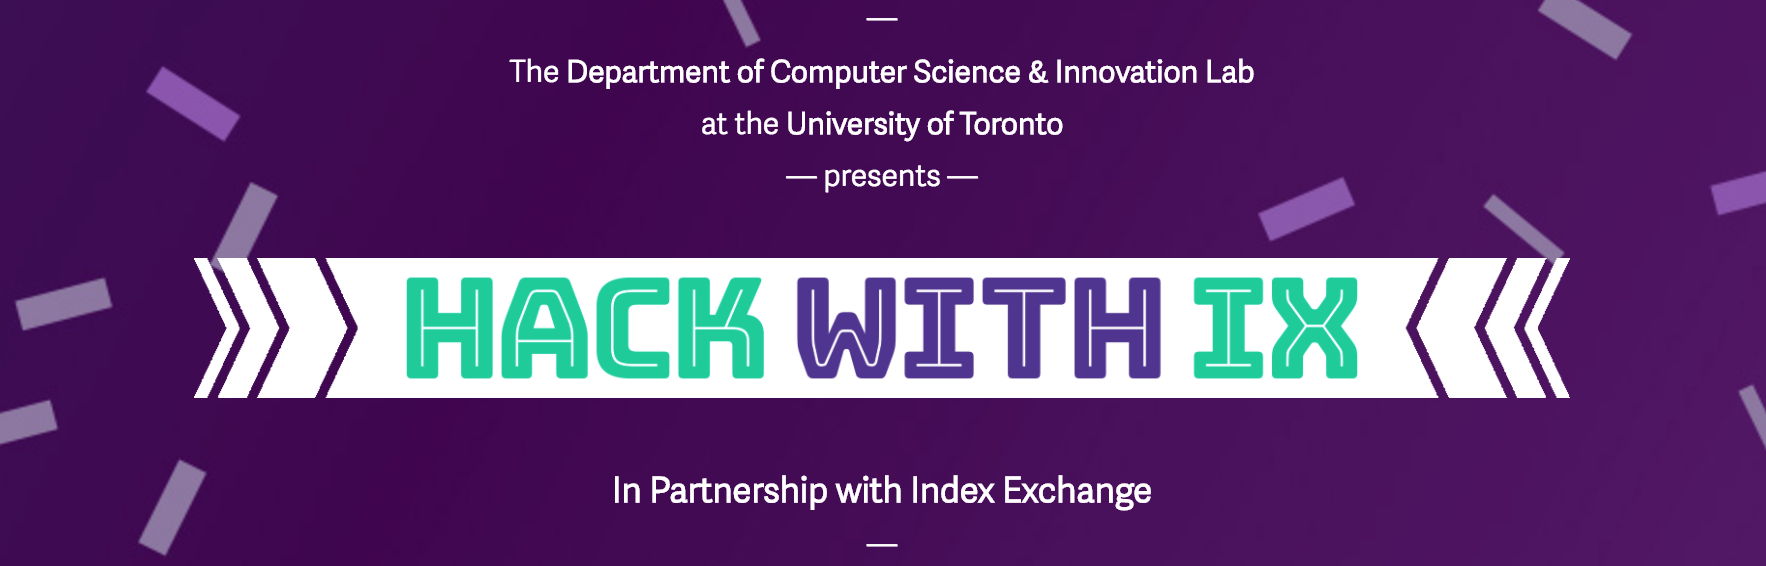 —
The Department of Computer Science & Innovation Lab
at the University of Toronto
— presents —
HACK WITH IX
In Partnership with Index Exchange
—